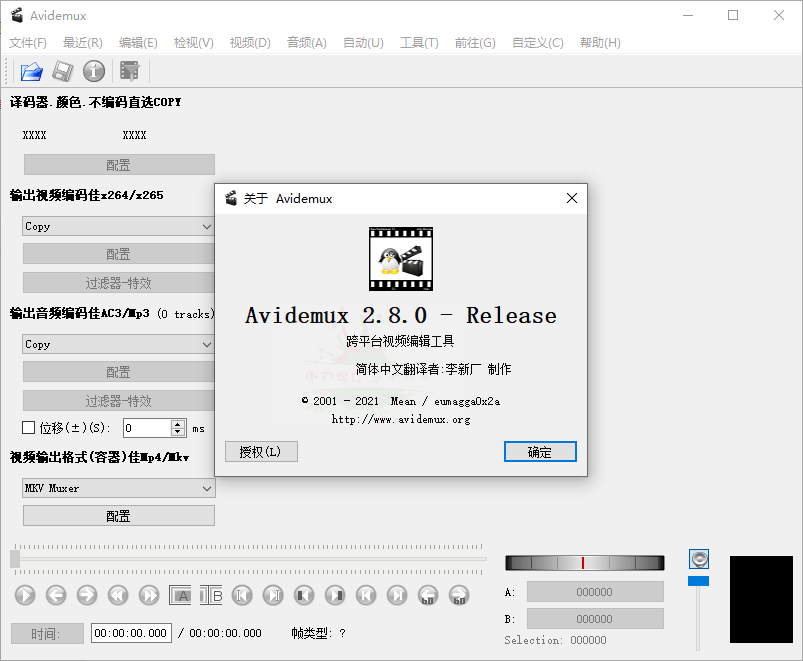 Avidemux
文件(F) 最近(R) 编辑(E) 检视(V) 视频(D) 音频(A) 自动(U) 工具(T) 前往(G) 自定义(C) 帮助(H)
译码器.颜色.不编码直选COPY
XXXX XXXX
配置
输出视频编码佳x264/x265
Copy
配置
过滤器-特效
输出音频编码佳AC3/Mp3 (0 tracks)
Copy
配置
过滤器-特效
位移(±)(S): 0 ms
视频输出格式(容器)佳Mp4/Mkv
MKV Muxer
配置
关于 Avidemux
Avidemux 2.8.0 - Release
跨平台视频编辑工具
简体中文翻译者:李新厂 制作
© 2001 - 2021 Mean / eumagga0x2a
http://www.avidemux.org
授权(L)
确定
A B 60 60
时间: 00:00:00.000 / 00:00:00.000 帧类型: ?
A: 000000
B: 000000
Selection: 000000